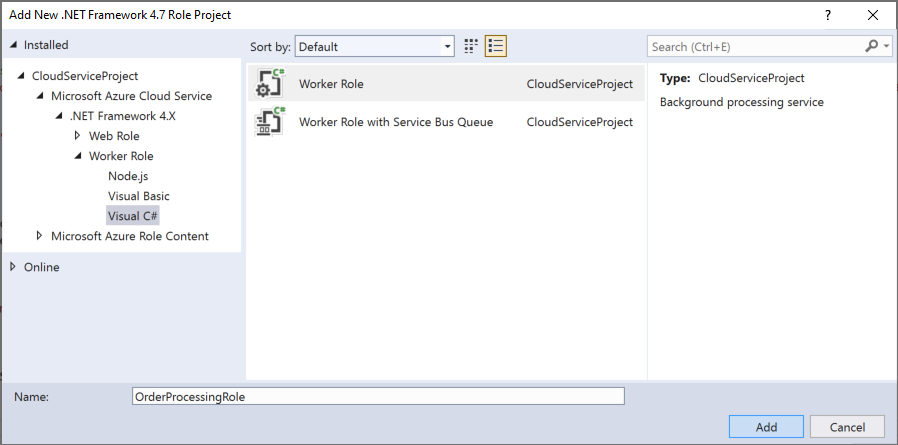 Add New .NET Framework 4.7 Role Project
?
Installed
CloudServiceProject
Microsoft Azure Cloud Service
.NET Framework 4.X
Web Role
Worker Role
Node.js
Visual Basic
Visual C#
Microsoft Azure Role Content
Online
Sort by: Default
C# Worker Role CloudServiceProject
C# Worker Role with Service Bus Queue CloudServiceProject
Search (Ctrl+E)
Type: CloudServiceProject
Background processing service
Name: OrderProcessingRole
Add Cancel